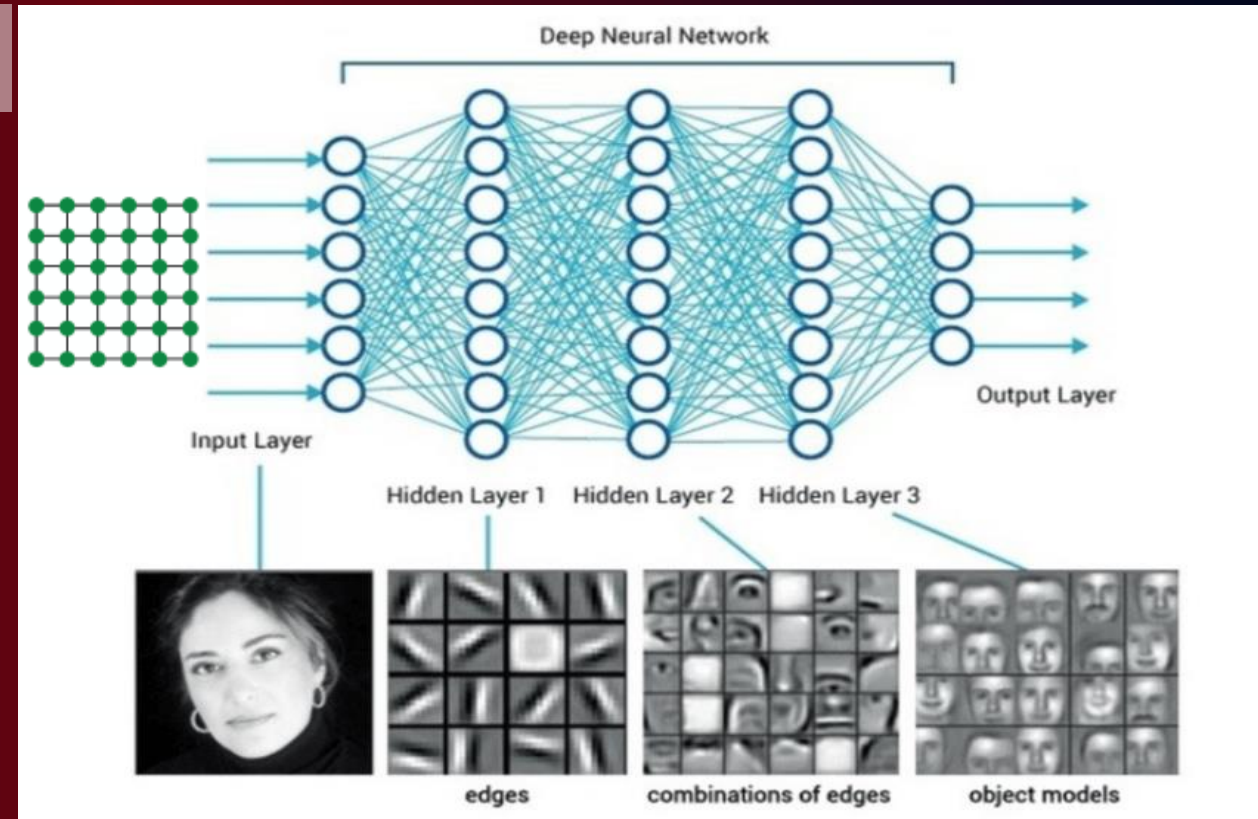 Deep Neural Network
Output Layer
Input Layer
Hidden Layer 1
Hidden Layer 2
Hidden Layer 3
edges
combinations of edges
object models